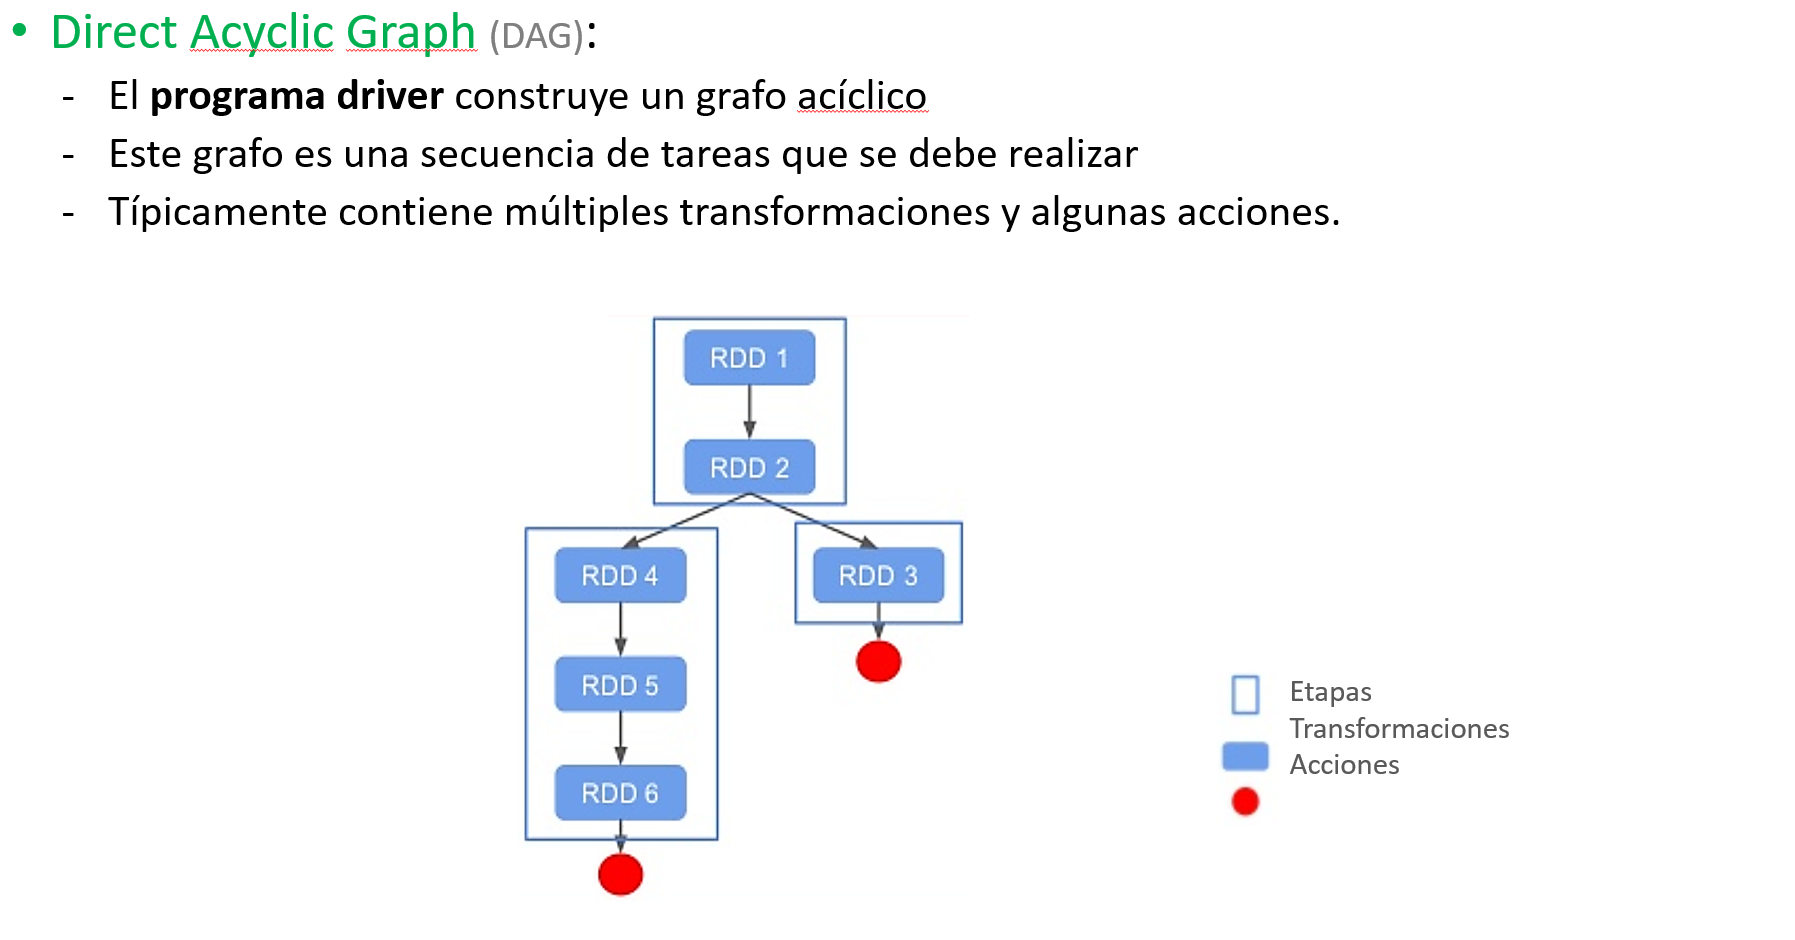 • Direct Acyclic Graph (DAG):
- El programa driver construye un grafo acíclico
- Este grafo es una secuencia de tareas que se debe realizar
- Típicamente contiene múltiples transformaciones y algunas acciones.
RDD 1
RDD 2
RDD 4
RDD 3
RDD 5
RDD 6
Etapas
Transformaciones
Acciones